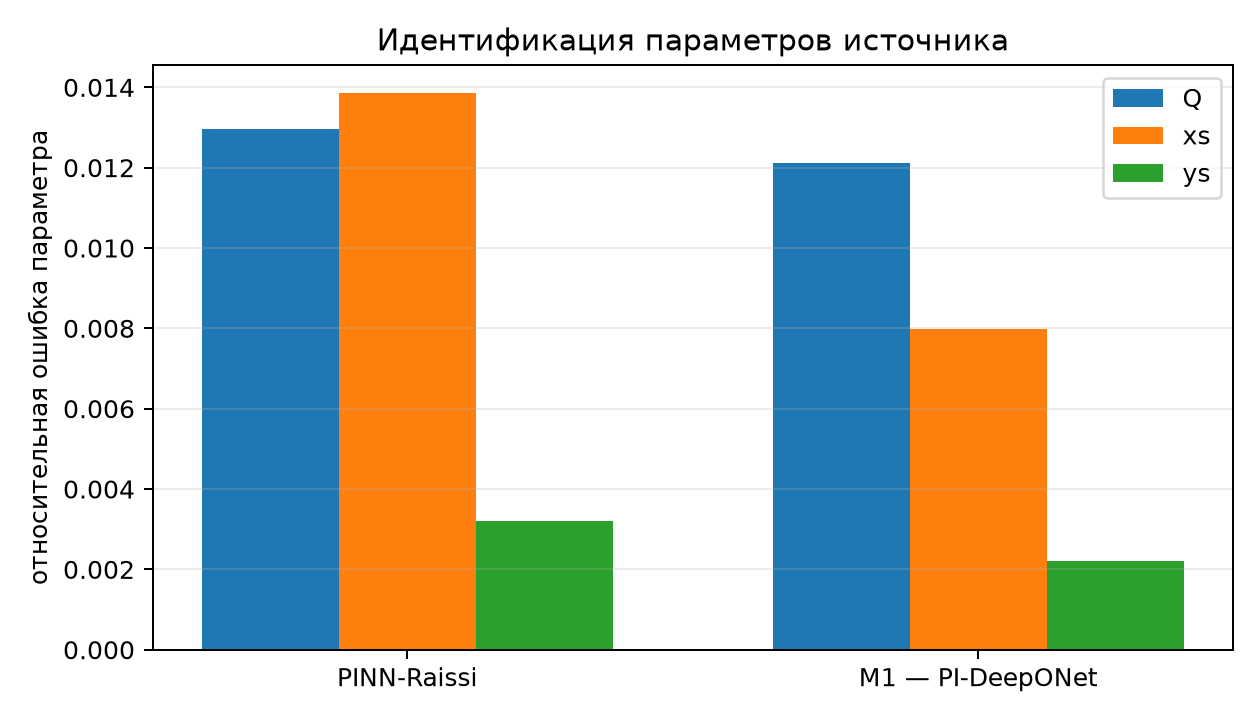 Идентификация параметров источника
относительная ошибка параметра
0.014
0.012
0.010
0.008
0.006
0.004
0.002
0.000
Q
xs
ys
PINN-Raissi
M1 — PI-DeepONet